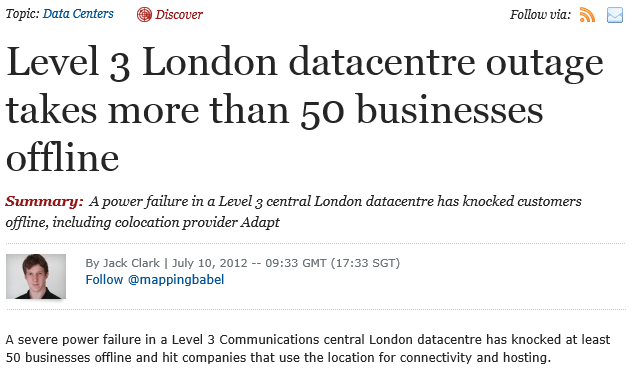 Topic: Data Centers Discover Follow via:
Level 3 London datacentre outage
takes more than 50 businesses
offline
Summary: A power failure in a Level 3 central London datacentre has knocked customers
offline, including colocation provider Adapt
By Jack Clark | July 10, 2012 -- 09:33 GMT (17:33 SGT)
Follow @mappingbabel
A severe power failure in a Level 3 Communications central London datacentre has knocked at least
50 businesses offline and hit companies that use the location for connectivity and hosting.